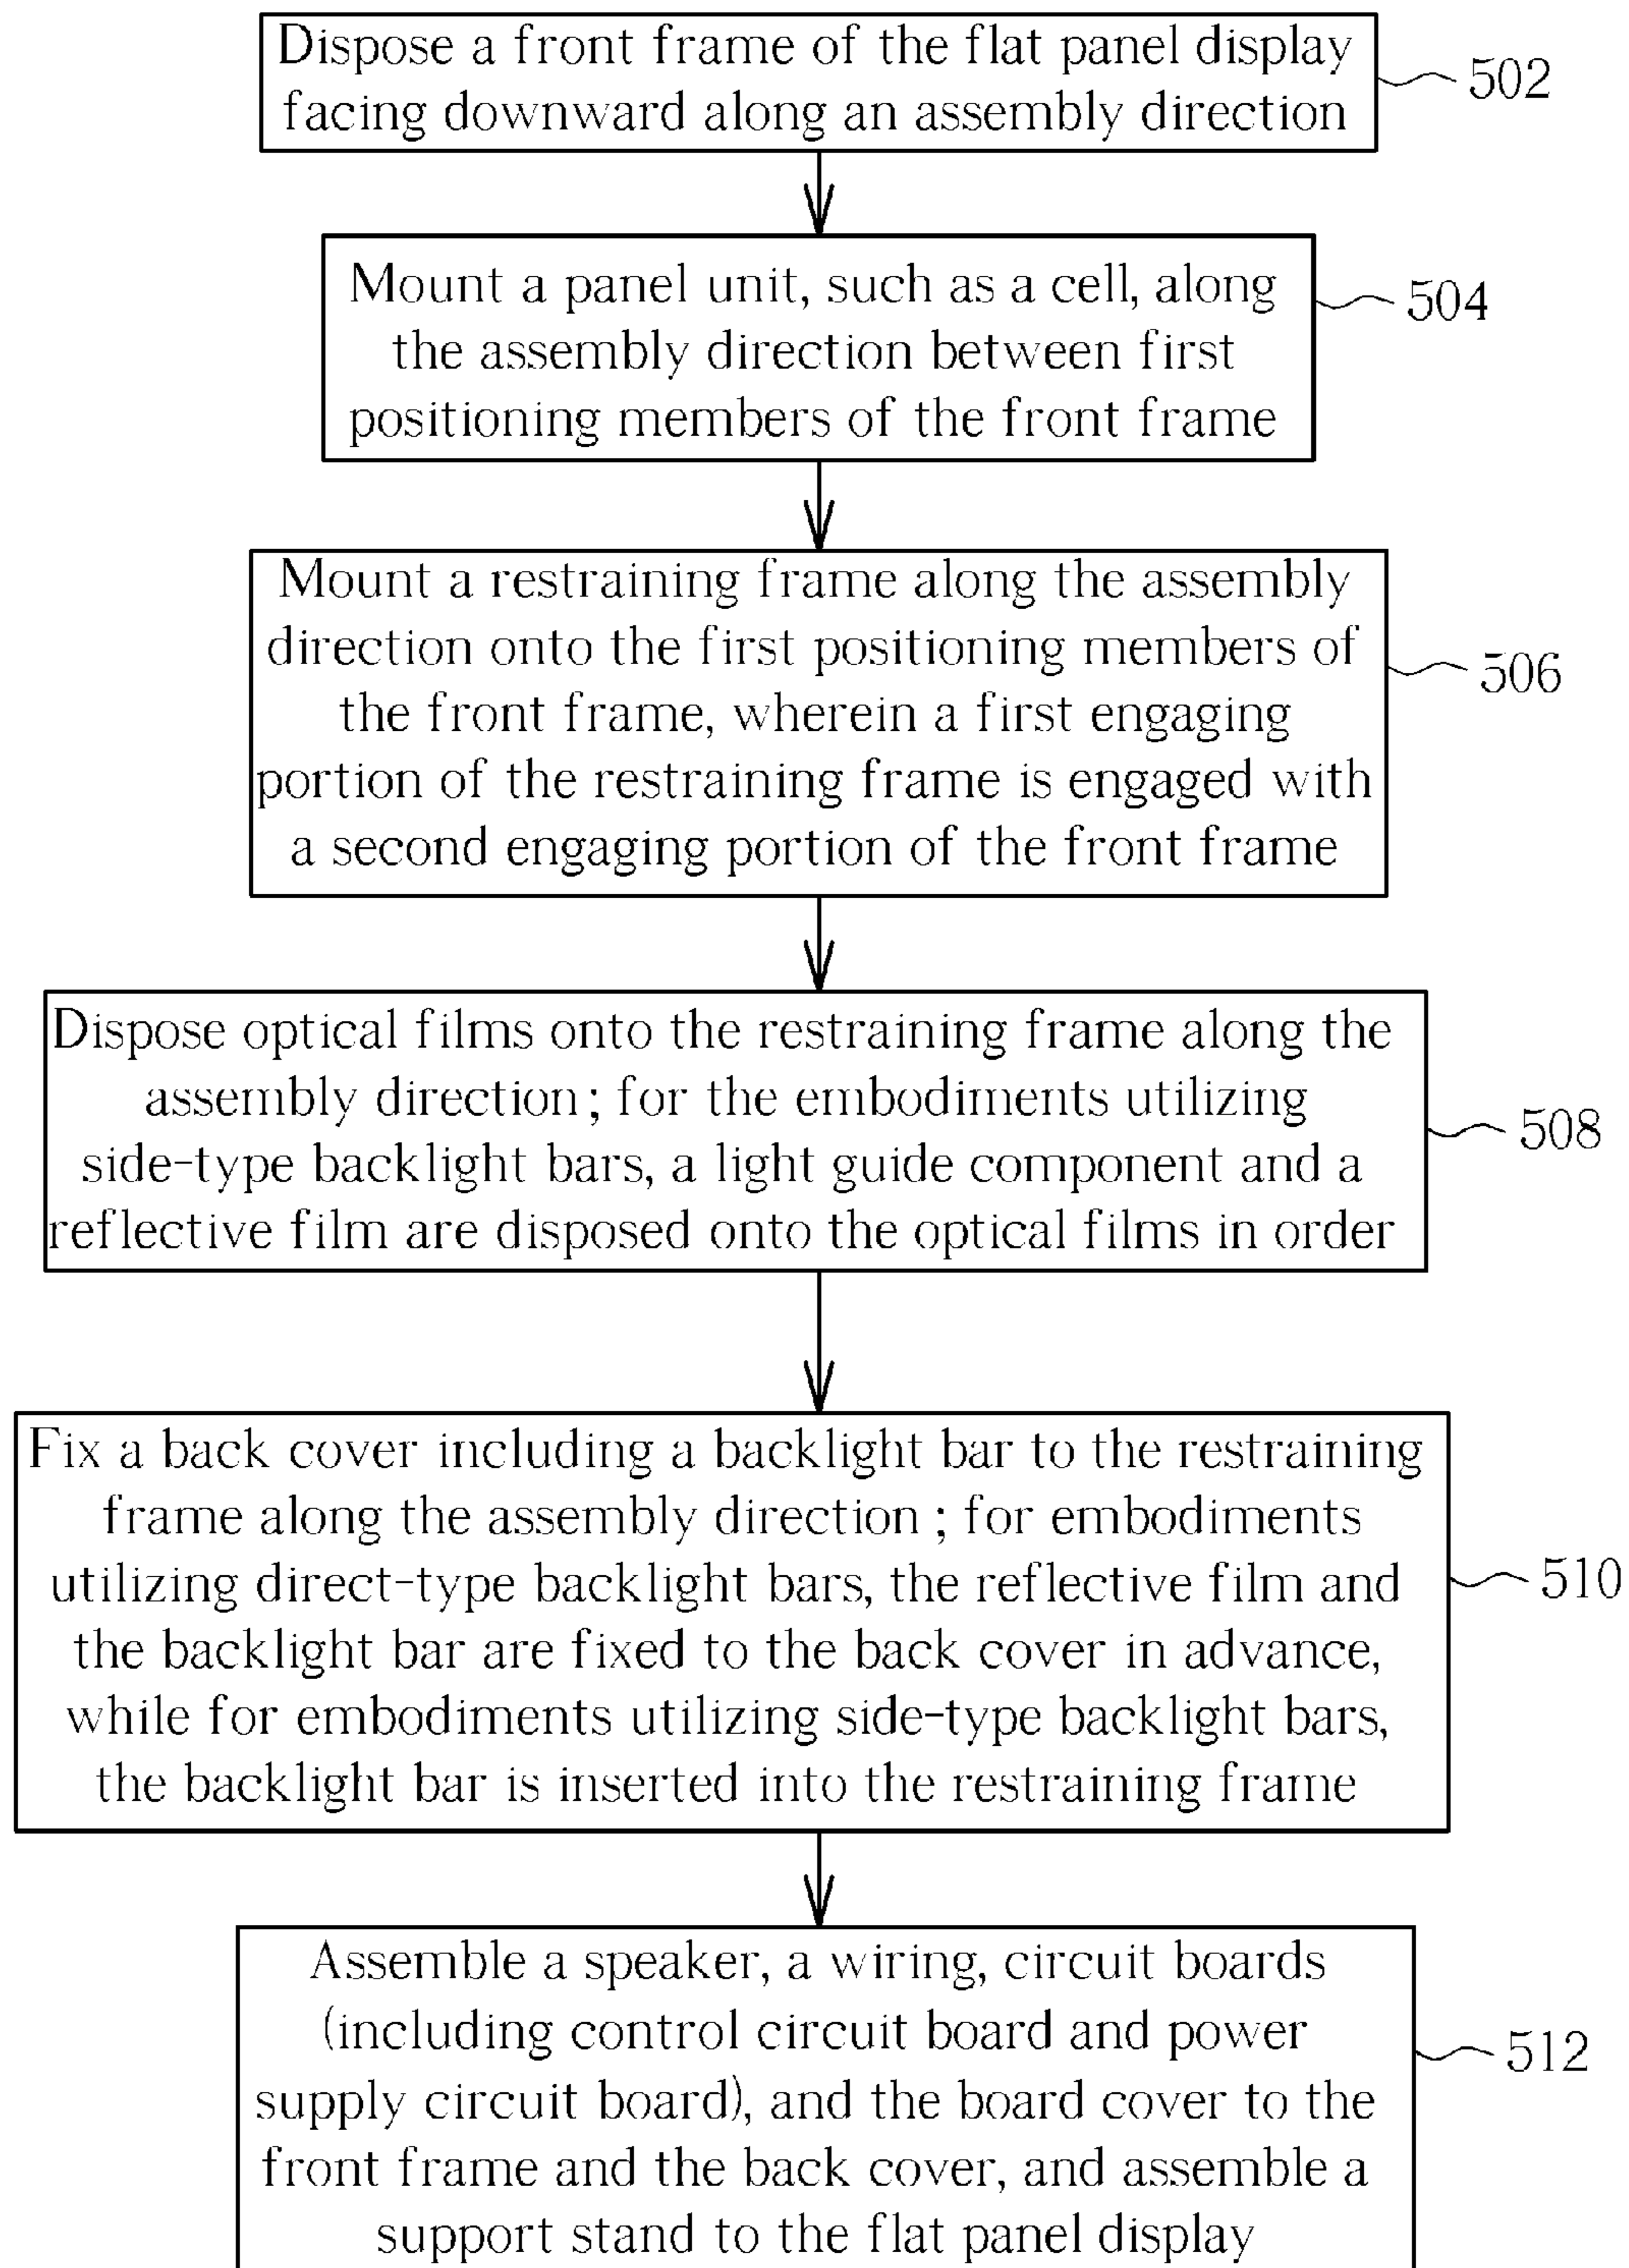 Dispose a front frame of the flat panel display
facing downward along an assembly direction
502
Mount a panel unit, such as a cell, along
the assembly direction between first
positioning members of the front frame
504
Mount a restraining frame along the assembly
direction onto the first positioning members of
the front frame, wherein a first engaging
portion of the restraining frame is engaged with
a second engaging portion of the front frame
506
Dispose optical films onto the restraining frame along the
assembly direction; for the embodiments utilizing
side-type backlight bars, a light guide component and a
reflective film are disposed onto the optical films in order
508
Fix a back cover including a backlight bar to the restraining
frame along the assembly direction; for embodiments
utilizing direct-type backlight bars, the reflective film and
the backlight bar are fixed to the back cover in advance,
while for embodiments utilizing side-type backlight bars,
the backlight bar is inserted into the restraining frame
510
Assemble a speaker, a wiring, circuit boards
(including control circuit board and power
supply circuit board), and the board cover to the
front frame and the back cover, and assemble a
support stand to the flat panel display
512